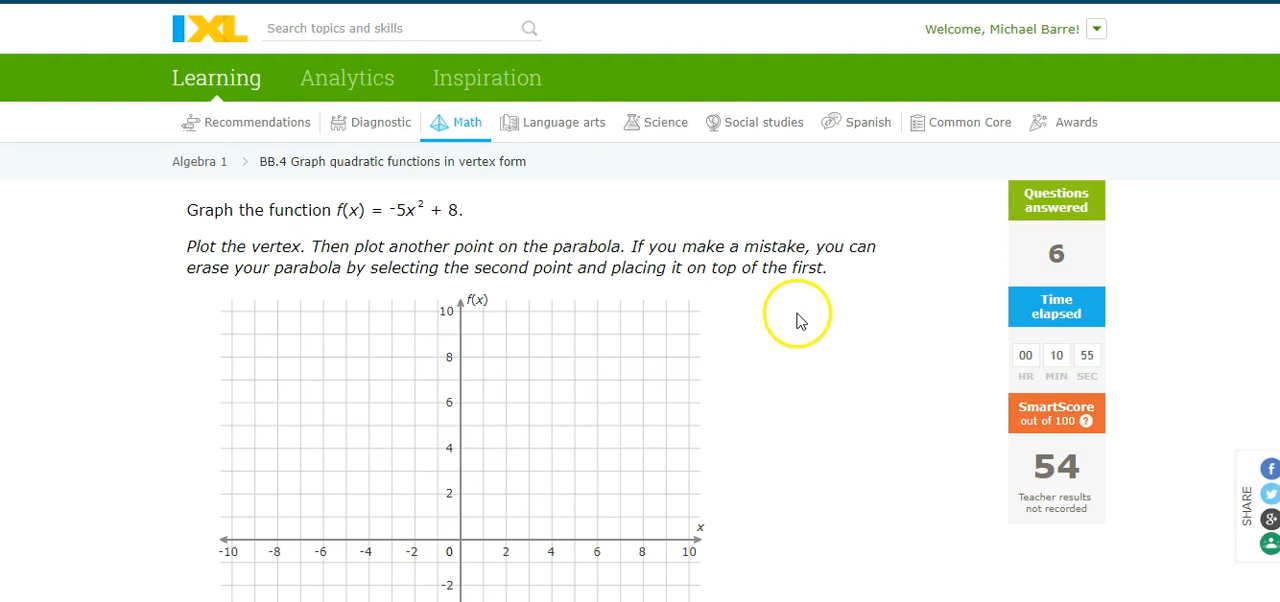 IXL
Search topics and skills
Welcome, Michael Barre!
Learning Analytics Inspiration
Recommendations Diagnostic Math Language arts Science Social studies Spanish Common Core Awards
Algebra 1 > BB.4 Graph quadratic functions in vertex form
Graph the function f(x) = -5x² + 8.
Plot the vertex. Then plot another point on the parabola. If you make a mistake, you can
erase your parabola by selecting the second point and placing it on top of the first.
f(x)
10
8
6
4
2
x
-10 -8 -6 -4 -2 0 2 4 6 8 10
-2
Questions
answered
6
Time
elapsed
00 10 55
HR MIN SEC
SmartScore
out of 100 ?
54
Teacher results
not recorded
SHARE
f
g+